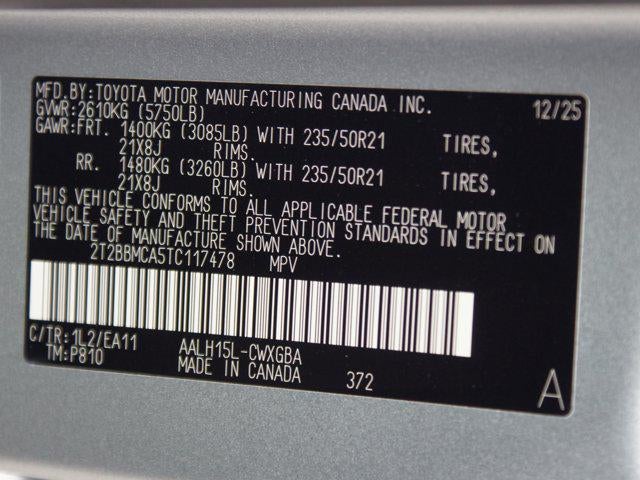 MFD.BY:TOYOTA MOTOR MANUFACTURING CANADA INC. 12/25
GVWR:2610KG (5750LB)
GAWR:FRT. 1400KG (3085LB) WITH 235/50R21 TIRES,
21X8J RIMS.
RR. 1480KG (3260LB) WITH 235/50R21 TIRES,
21X8J RIMS.
THIS VEHICLE CONFORMS TO ALL APPLICABLE FEDERAL MOTOR
VEHICLE SAFETY AND THEFT PREVENTION STANDARDS IN EFFECT ON
THE DATE OF MANUFACTURE SHOWN ABOVE.
2T2BBMCA5TC117478 MPV
C/TR:1L2/EA11 AALH15L-CWXGBA
TM:P810 MADE IN CANADA 372 A